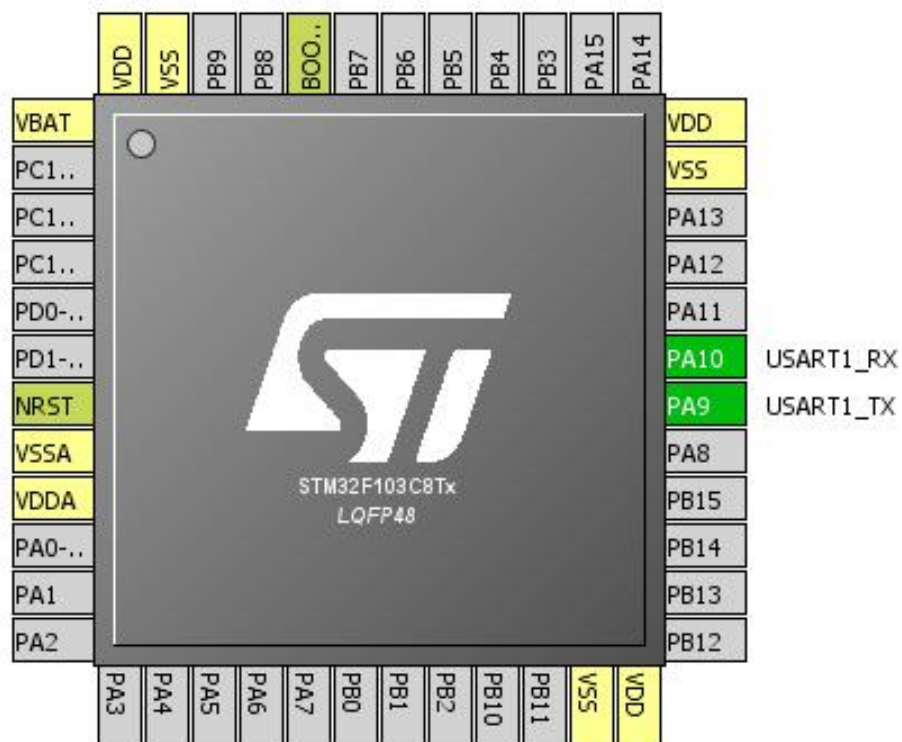 VDD VSS PB9 PB8 BOO.. PB7 PB6 PB5 PB4 PB3 PA15 PA14
VBAT VDD
PC1.. VSS
PC1.. PA13
PC1.. PA12
PD0-.. PA11
PD1-.. PA10 USART1_RX
NRST PA9 USART1_TX
VSSA PA8
VDDA PB15
PA0-.. PB14
PA1 PB13
PA2 PB12
STM32F103C8Tx
LQFP48
PA3 PA4 PA5 PA6 PA7 PB0 PB1 PB2 PB10 PB11 VSS VDD